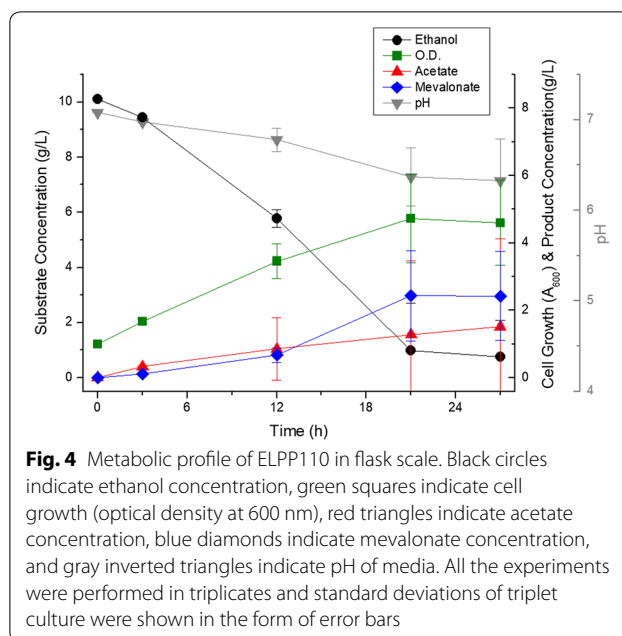 Ethanol
O.D.
Acetate
Mevalonate
pH
Substrate Concentration (g/L)
10
8
6
4
2
0
0
6
12
18
24
Time (h)
8
6
4
2
0
Cell Growth (A600) & Product Concentration(g/L)
7
6
5
4
pH
Fig. 4 Metabolic profile of ELPP110 in flask scale. Black circles
indicate ethanol concentration, green squares indicate cell
growth (optical density at 600 nm), red triangles indicate acetate
concentration, blue diamonds indicate mevalonate concentration,
and gray inverted triangles indicate pH of media. All the experiments
were performed in triplicates and standard deviations of triplet
culture were shown in the form of error bars